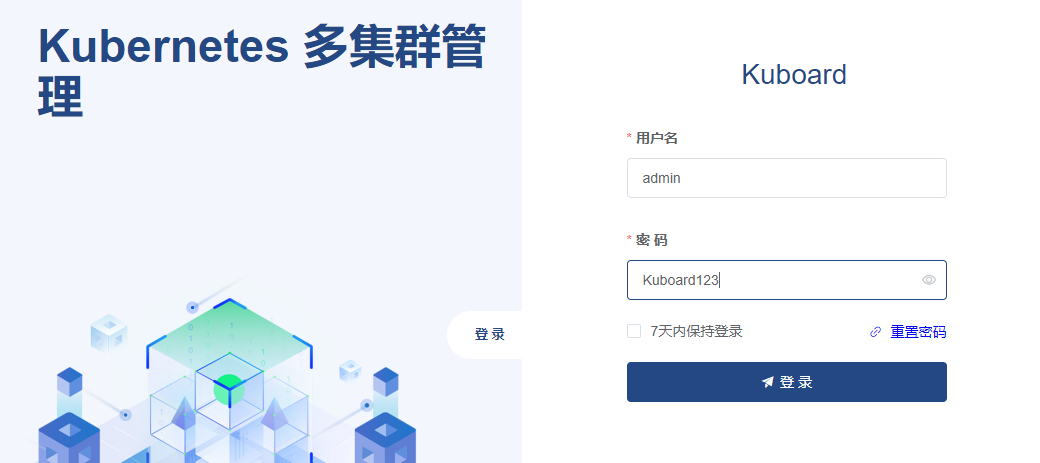 Kubernetes 多集群管
理
登 录
Kuboard
* 用户名
admin
* 密 码
Kuboard123
7天内保持登录 重置密码
登 录